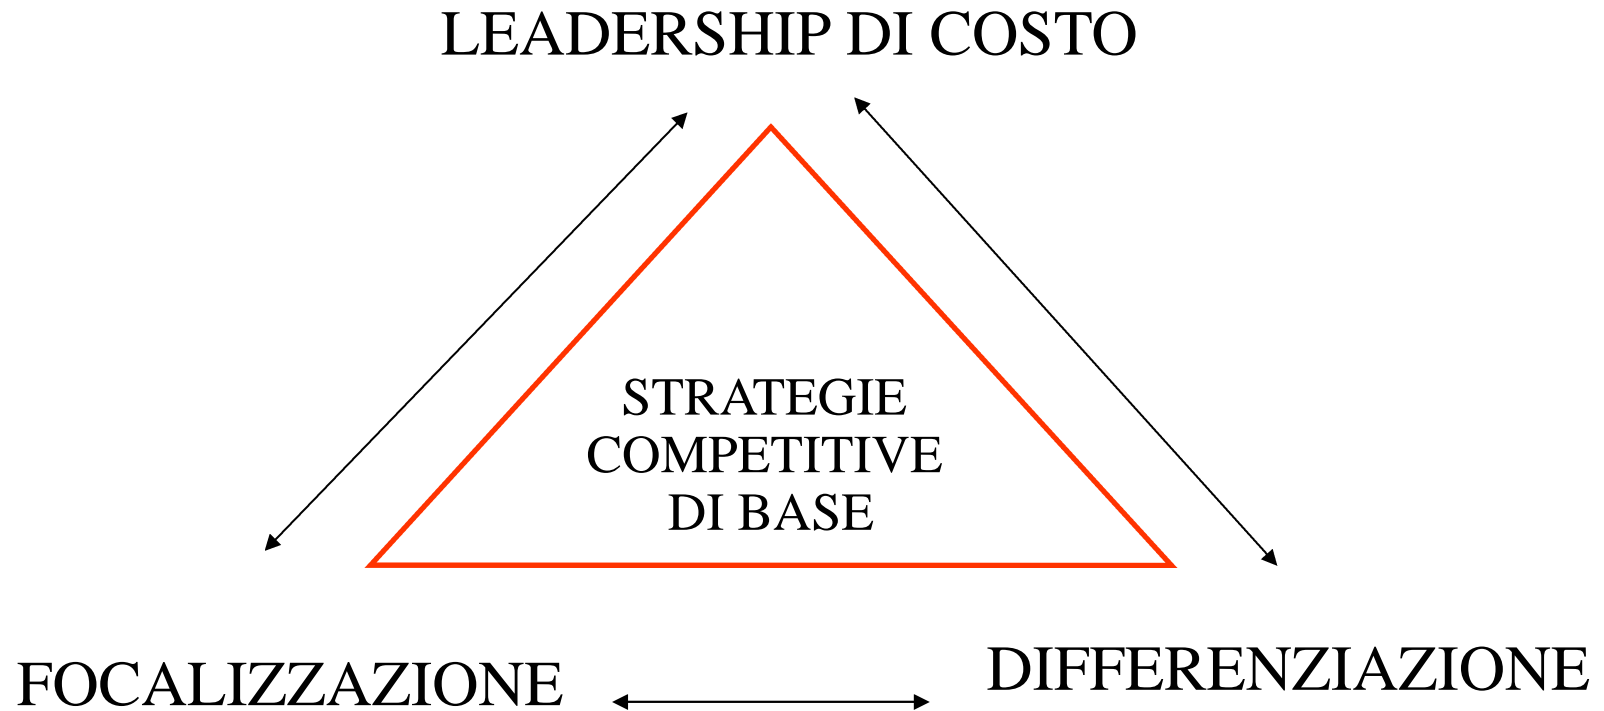 LEADERSHIP DI COSTO
STRATEGIE
COMPETITIVE
DI BASE
FOCALIZZAZIONE
DIFFERENZIAZIONE